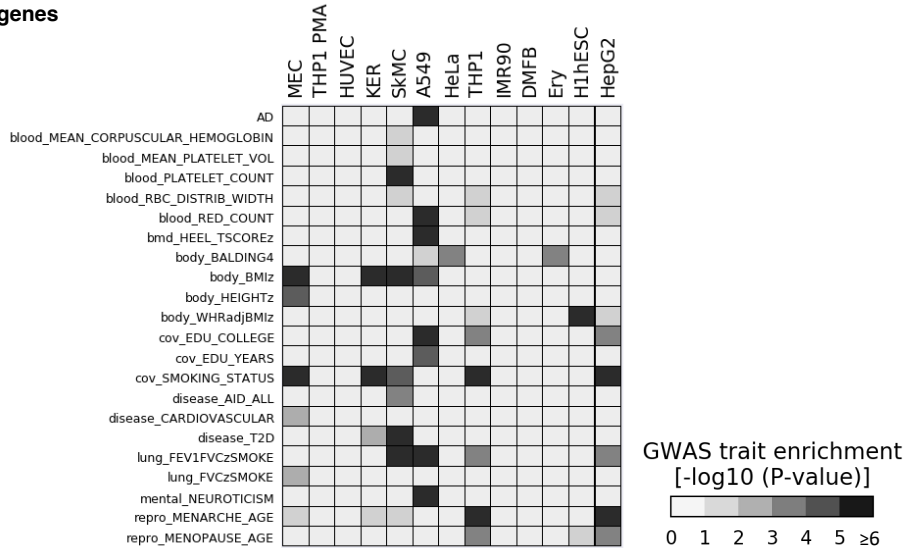 genes
MEC
THP1 PMA
HUVEC
KER
SkMC
A549
HeLa
THP1
IMR90
DMFB
Ery
H1hESC
HepG2
AD
blood_MEAN_CORPUSCULAR_HEMOGLOBIN
blood_MEAN_PLATELET_VOL
blood_PLATELET_COUNT
blood_RBC_DISTRIB_WIDTH
blood_RED_COUNT
bmd_HEEL_TSCOREz
body_BALDING4
body_BMIz
body_HEIGHTz
body_WHRadjBMIz
cov_EDU_COLLEGE
cov_EDU_YEARS
cov_SMOKING_STATUS
disease_AID_ALL
disease_CARDIOVASCULAR
disease_T2D
lung_FEV1FVCzSMOKE
lung_FVCzSMOKE
mental_NEUROTICISM
repro_MENARCHE_AGE
repro_MENOPAUSE_AGE
GWAS trait enrichment
[-log10 (P-value)]
0 1 2 3 4 5 ≥6